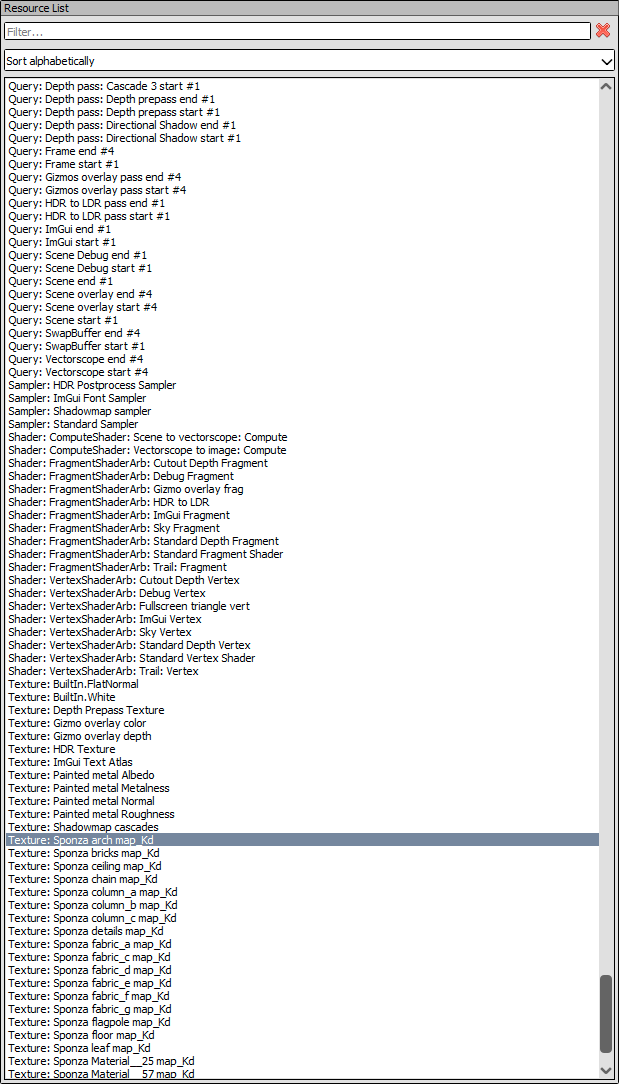 Resource List
Filter...
Sort alphabetically
Query: Depth pass: Cascade 3 start #1
Query: Depth pass: Depth prepass end #1
Query: Depth pass: Depth prepass start #1
Query: Depth pass: Directional Shadow end #1
Query: Depth pass: Directional Shadow start #1
Query: Frame end #4
Query: Frame start #1
Query: Gizmos overlay pass end #4
Query: Gizmos overlay pass start #4
Query: HDR to LDR pass end #1
Query: HDR to LDR pass start #1
Query: ImGui end #1
Query: ImGui start #1
Query: Scene Debug end #1
Query: Scene Debug start #1
Query: Scene end #1
Query: Scene overlay end #4
Query: Scene overlay start #4
Query: Scene start #1
Query: SwapBuffer end #4
Query: SwapBuffer start #1
Query: Vectorscope end #4
Query: Vectorscope start #4
Sampler: HDR Postprocess Sampler
Sampler: ImGui Font Sampler
Sampler: Shadowmap sampler
Sampler: Standard Sampler
Shader: ComputeShader: Scene to vectorscope: Compute
Shader: ComputeShader: Vectorscope to image: Compute
Shader: FragmentShaderArb: Cutout Depth Fragment
Shader: FragmentShaderArb: Debug Fragment
Shader: FragmentShaderArb: Gizmo overlay frag
Shader: FragmentShaderArb: HDR to LDR
Shader: FragmentShaderArb: ImGui Fragment
Shader: FragmentShaderArb: Sky Fragment
Shader: FragmentShaderArb: Standard Depth Fragment
Shader: FragmentShaderArb: Standard Fragment Shader
Shader: FragmentShaderArb: Trail: Fragment
Shader: VertexShaderArb: Cutout Depth Vertex
Shader: VertexShaderArb: Debug Vertex
Shader: VertexShaderArb: Fullscreen triangle vert
Shader: VertexShaderArb: ImGui Vertex
Shader: VertexShaderArb: Sky Vertex
Shader: VertexShaderArb: Standard Depth Vertex
Shader: VertexShaderArb: Standard Vertex Shader
Shader: VertexShaderArb: Trail: Vertex
Texture: BuiltIn.FlatNormal
Texture: BuiltIn.White
Texture: Depth Prepass Texture
Texture: Gizmo overlay color
Texture: Gizmo overlay depth
Texture: HDR Texture
Texture: ImGui Text Atlas
Texture: Painted metal Albedo
Texture: Painted metal Metalness
Texture: Painted metal Normal
Texture: Painted metal Roughness
Texture: Shadowmap cascades
Texture: Sponza arch map_Kd
Texture: Sponza bricks map_Kd
Texture: Sponza ceiling map_Kd
Texture: Sponza chain map_Kd
Texture: Sponza column_a map_Kd
Texture: Sponza column_b map_Kd
Texture: Sponza column_c map_Kd
Texture: Sponza details map_Kd
Texture: Sponza fabric_a map_Kd
Texture: Sponza fabric_c map_Kd
Texture: Sponza fabric_d map_Kd
Texture: Sponza fabric_e map_Kd
Texture: Sponza fabric_f map_Kd
Texture: Sponza fabric_g map_Kd
Texture: Sponza flagpole map_Kd
Texture: Sponza floor map_Kd
Texture: Sponza leaf map_Kd
Texture: Sponza Material__25 map_Kd
Texture: Sponza Material__57 map_Kd